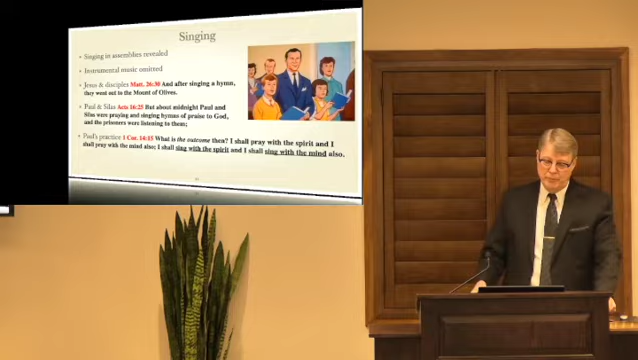 Singing
Singing in assemblies revealed
Instrumental music omitted
Jesus & disciples Matt. 26:30 And after singing a hymn,
they went out to the Mount of Olives.
Paul & Silas Acts 16:25 But about midnight Paul and
Silas were praying and singing hymns of praise to God,
and the prisoners were listening to them;
Paul's practice 1 Cor. 14:15 What is the outcome then? I shall pray with the spirit and I
shall pray with the mind also; I shall sing with the spirit and I shall sing with the mind also.